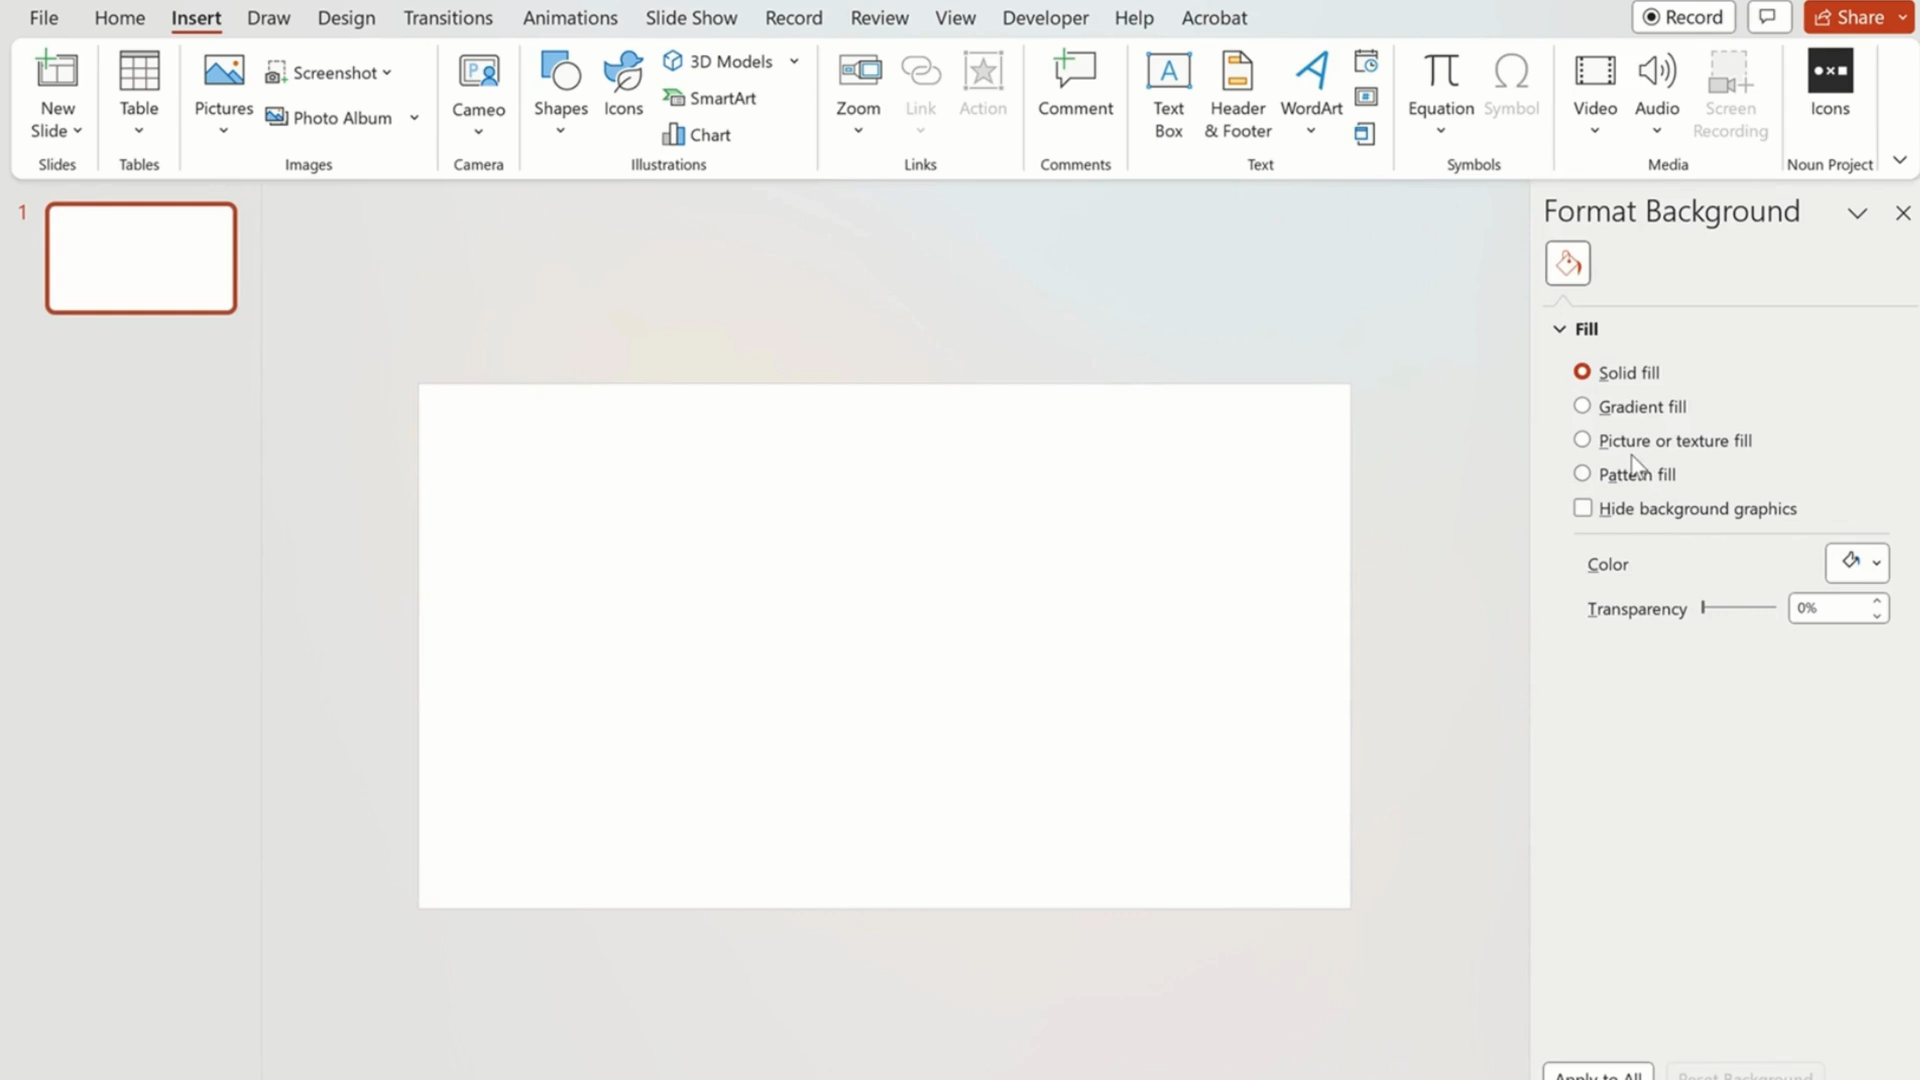 File Home Insert Draw Design Transitions Animations Slide Show Record Review View Developer Help Acrobat Record Share
New Slide
Table
Pictures
Screenshot
Photo Album
Cameo
Shapes
Icons
3D Models
SmartArt
Chart
Zoom
Link
Action
Comment
Text Box
Header & Footer
WordArt
Equation
Symbol
Video
Audio
Screen Recording
Icons
Slides Tables Images Camera Illustrations Links Comments Text Symbols Media Noun Project
1
Format Background
Fill
Solid fill
Gradient fill
Picture or texture fill
Pattern fill
Hide background graphics
Color
Transparency 0%
Apply to All Reset Background